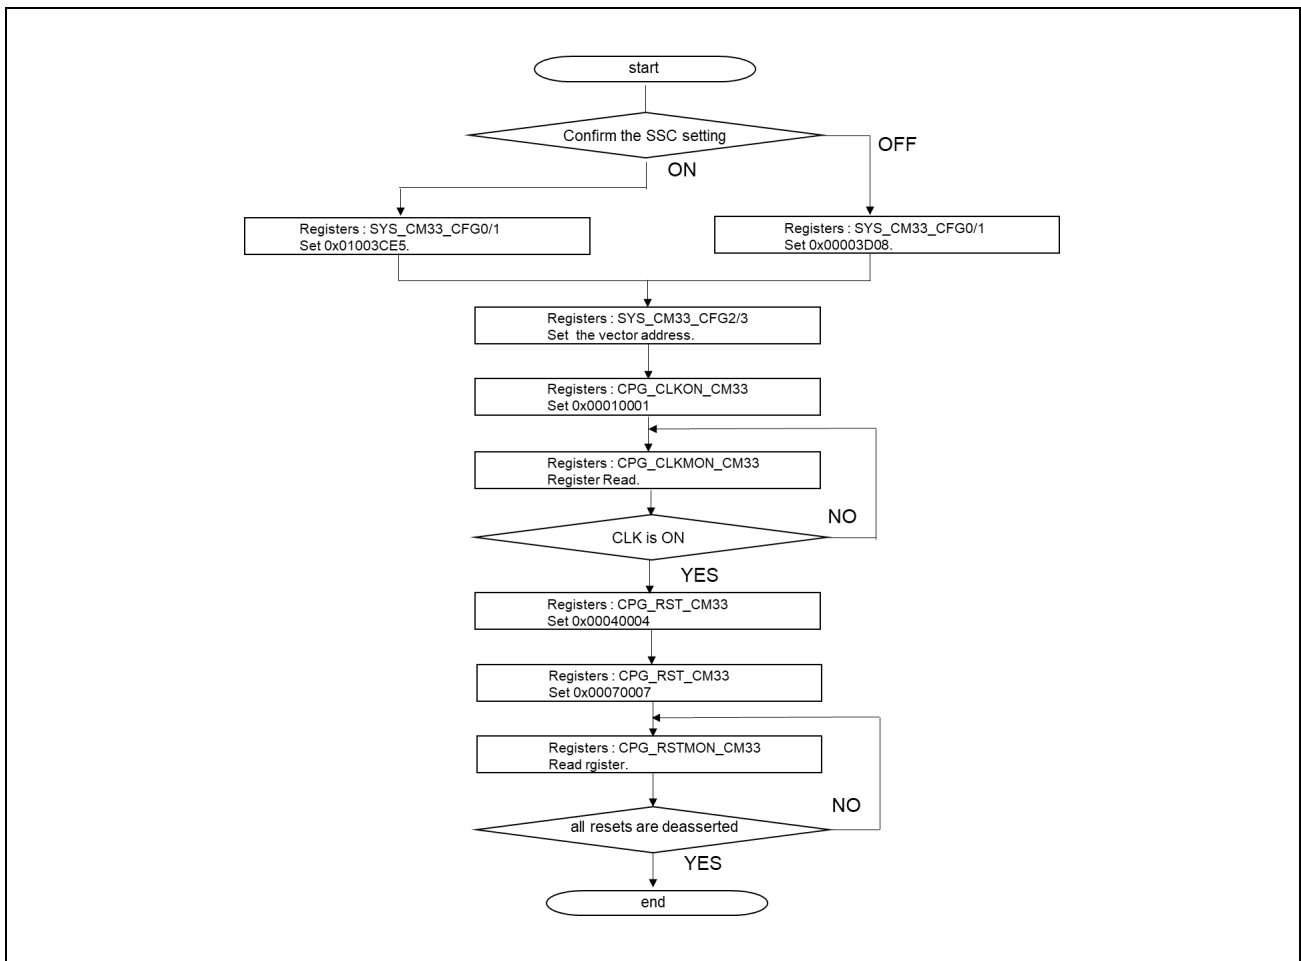 start
Confirm the SSC setting
OFF
ON
Registers : SYS_CM33_CFG0/1
Set 0x01003CE5.
Registers : SYS_CM33_CFG0/1
Set 0x00003D08.
Registers : SYS_CM33_CFG2/3
Set the vector address.
Registers : CPG_CLKON_CM33
Set 0x00010001
Registers : CPG_CLKMON_CM33
Register Read.
NO
CLK is ON
YES
Registers : CPG_RST_CM33
Set 0x00040004
Registers : CPG_RST_CM33
Set 0x00070007
Registers : CPG_RSTMON_CM33
Read rgister.
NO
all resets are deasserted
YES
end